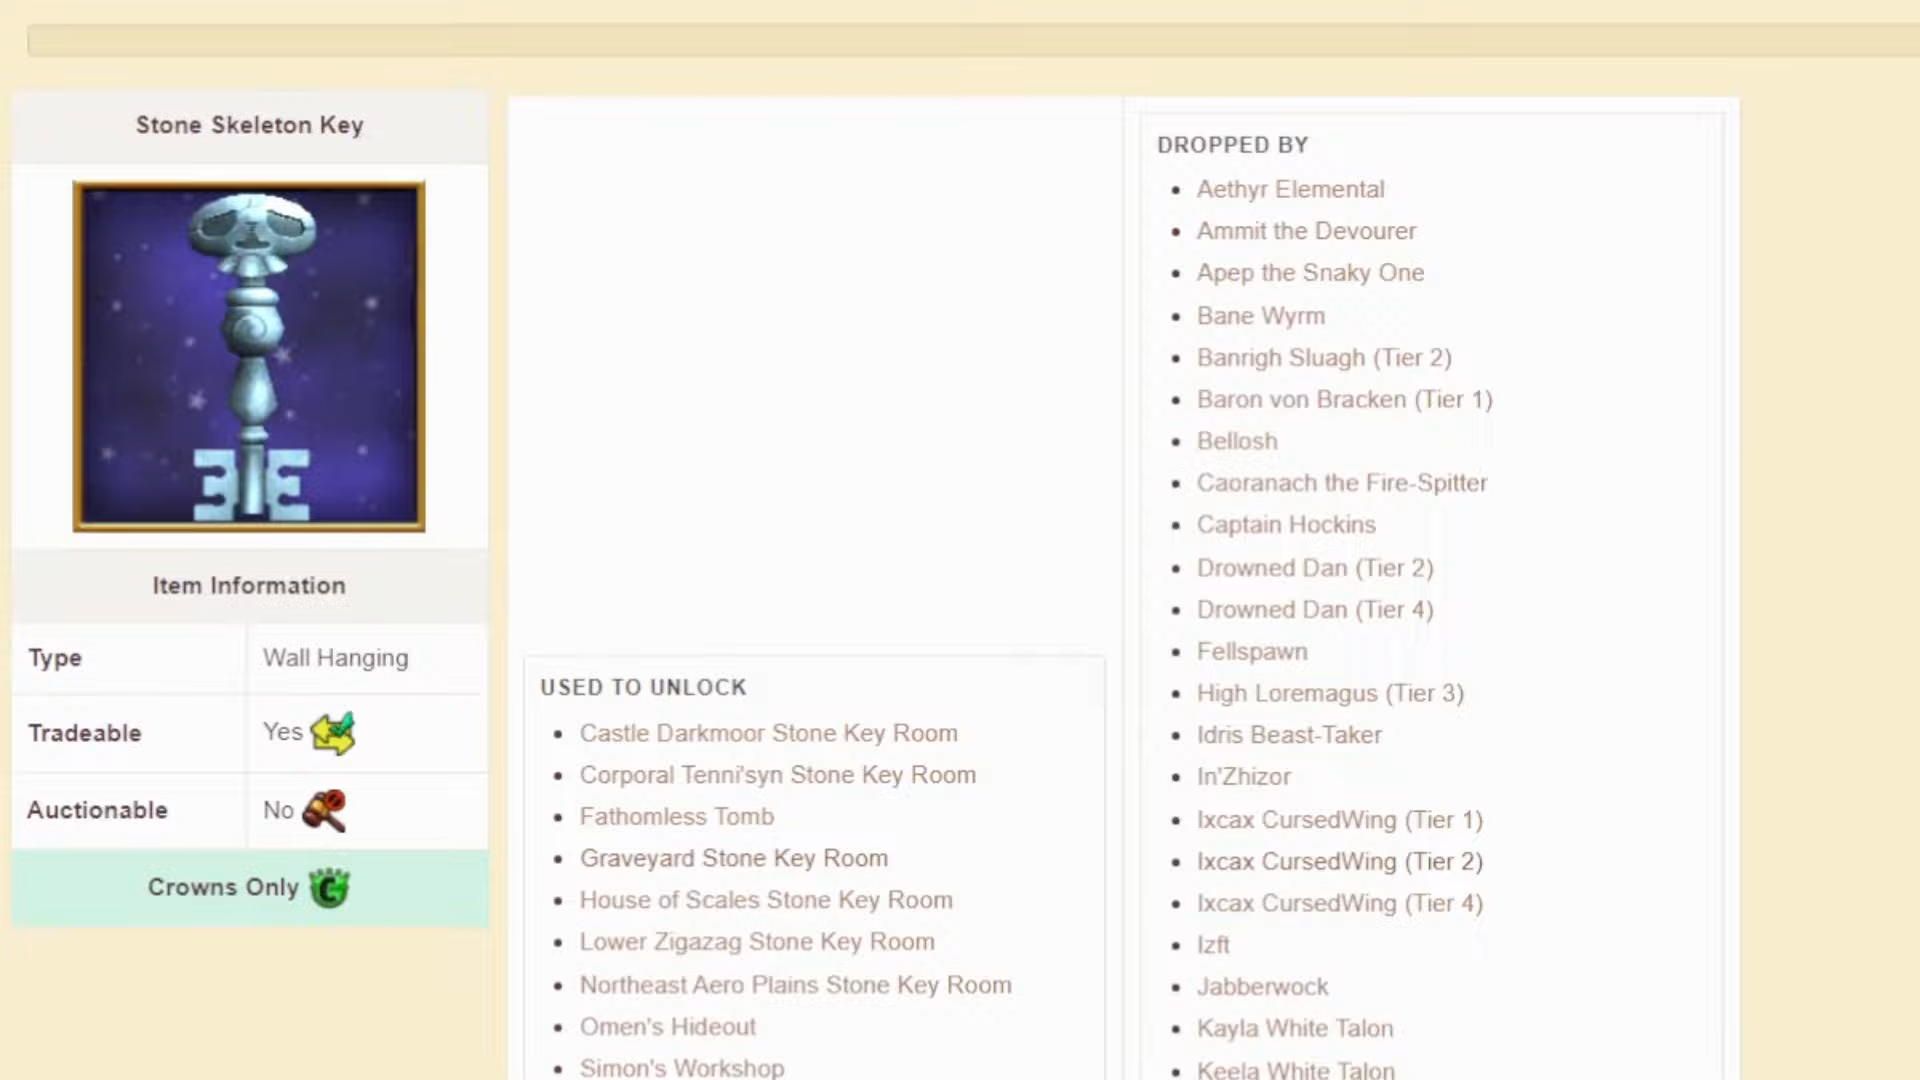 Stone Skeleton Key
Item Information
Type Wall Hanging
Tradeable Yes
Auctionable No
Crowns Only
USED TO UNLOCK
Castle Darkmoor Stone Key Room
Corporal Tenni'syn Stone Key Room
Fathomless Tomb
Graveyard Stone Key Room
House of Scales Stone Key Room
Lower Zigazag Stone Key Room
Northeast Aero Plains Stone Key Room
Omen's Hideout
Simon's Workshop
DROPPED BY
Aethyr Elemental
Ammit the Devourer
Apep the Snaky One
Bane Wyrm
Banrigh Sluagh (Tier 2)
Baron von Bracken (Tier 1)
Bellosh
Caoranach the Fire-Spitter
Captain Hockins
Drowned Dan (Tier 2)
Drowned Dan (Tier 4)
Fellspawn
High Loremagus (Tier 3)
Idris Beast-Taker
In'Zhizor
Ixcax CursedWing (Tier 1)
Ixcax CursedWing (Tier 2)
Ixcax CursedWing (Tier 4)
Izft
Jabberwock
Kayla White Talon
Keela White Talon